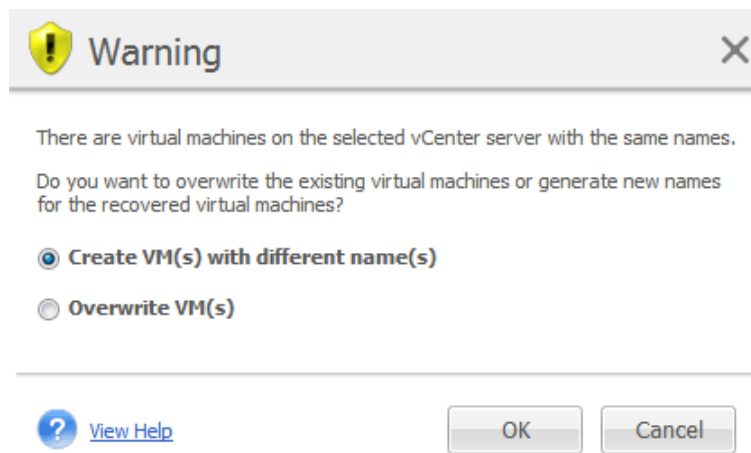 Warning
There are virtual machines on the selected vCenter server with the same names.
Do you want to overwrite the existing virtual machines or generate new names
for the recovered virtual machines?
Create VM(s) with different name(s)
Overwrite VM(s)
View Help
OK
Cancel